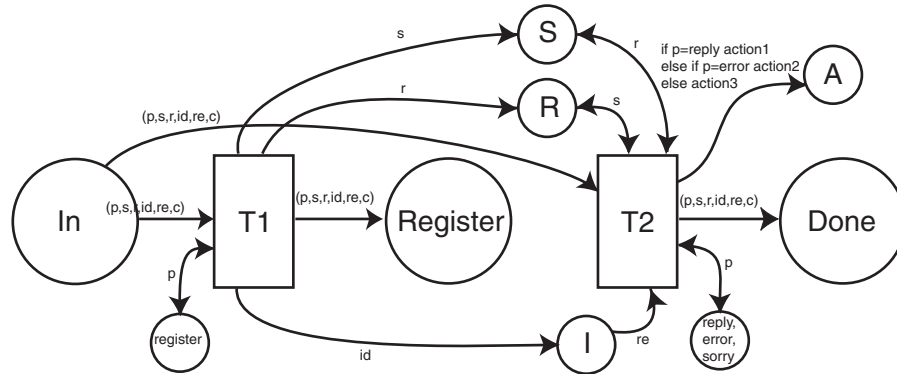 s
S
r
if p=reply action1
else if p=error action2
else action3
A
r
R
s
(p,s,r,id,re,c)
In
(p,s,r,id,re,c)
T1
(p,s,r,id,re,c)
Register
T2
(p,s,r,id,re,c)
Done
p
register
id
I
re
p
reply,
error,
sorry